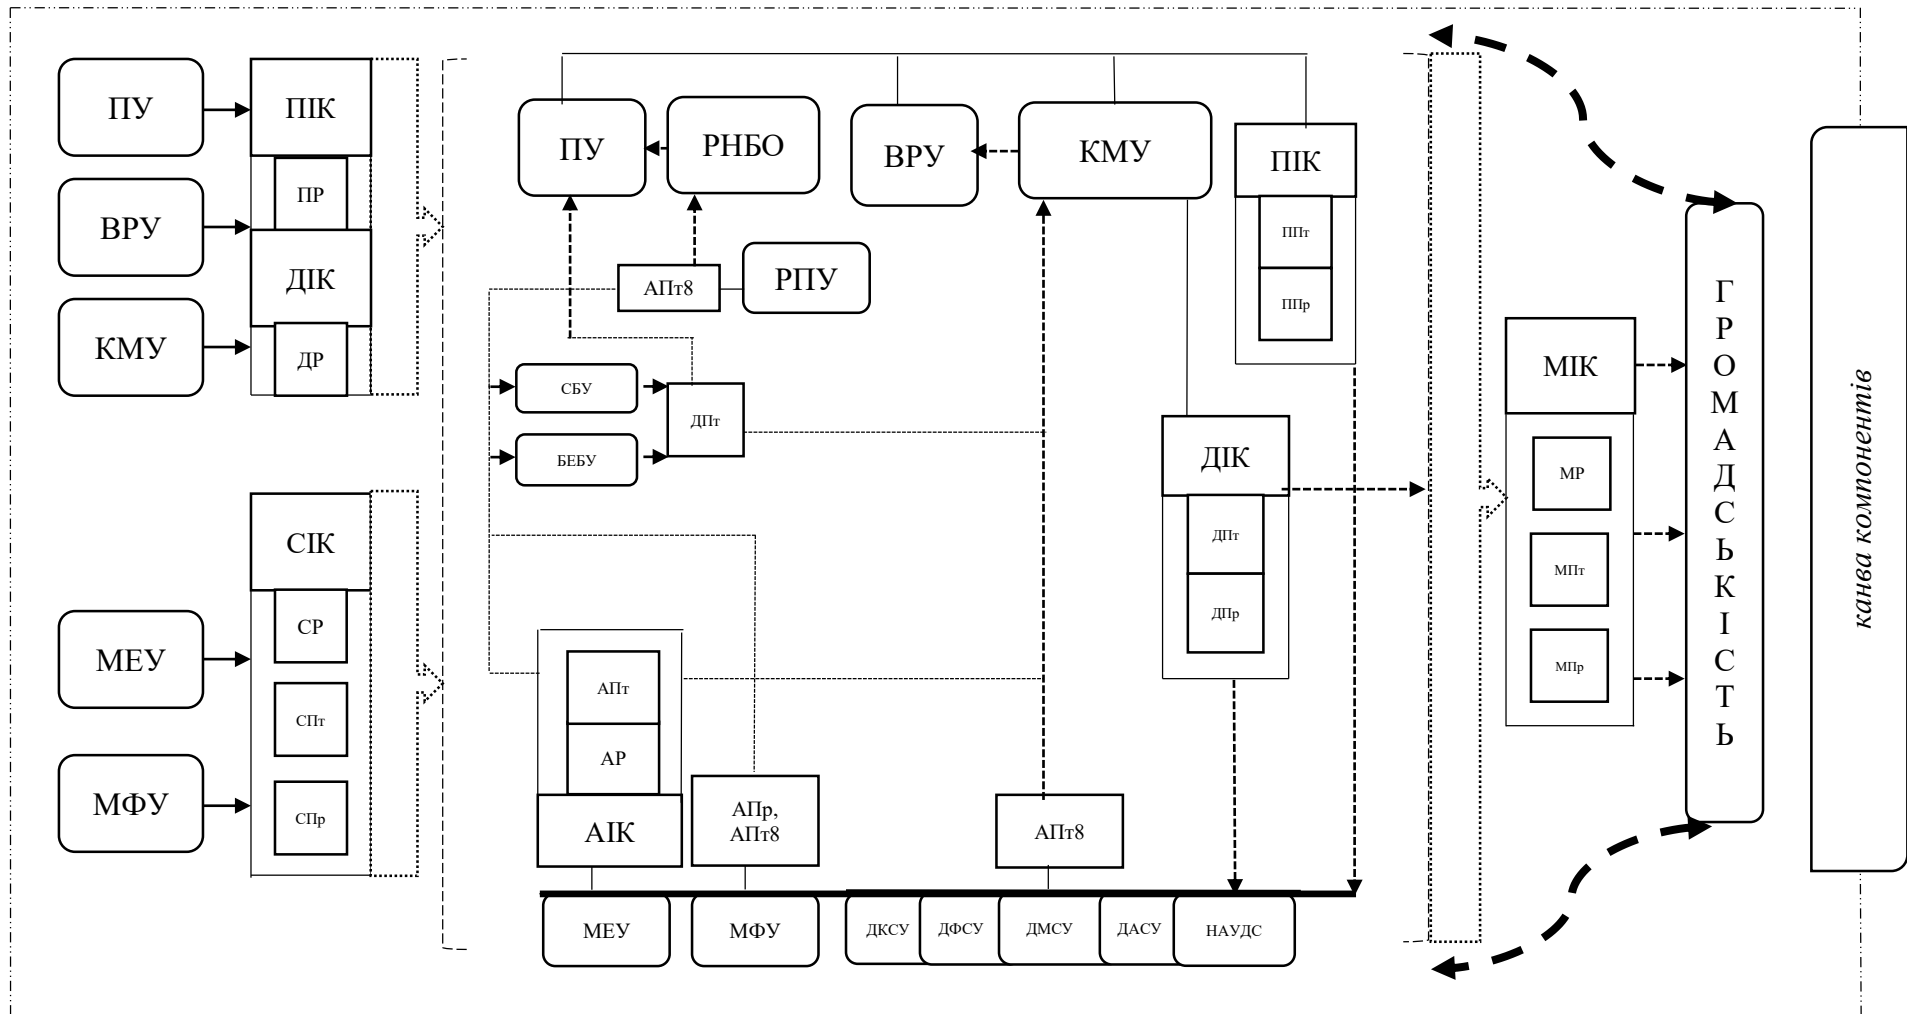 ПУ
ВРУ
КМУ
ПІК
ПР
ДІК
ДР
МЕУ
МФУ
СІК
СР
СПт
СПр
ПУ
РНБО
ВРУ
КМУ
ПІК
ППт
ППр
АПт8
РПУ
СБУ
БЕБУ
ДПт
ДІК
ДПт
ДПр
АПт
АР
АІК
АПр,
АПт8
АПт8
МЕУ
МФУ
ДКСУ
ДФСУ
ДМСУ
ДАСУ
НАУДС
МІК
МР
МПт
МПр
ГРОМАДСЬКІСТЬ
канва компонентів